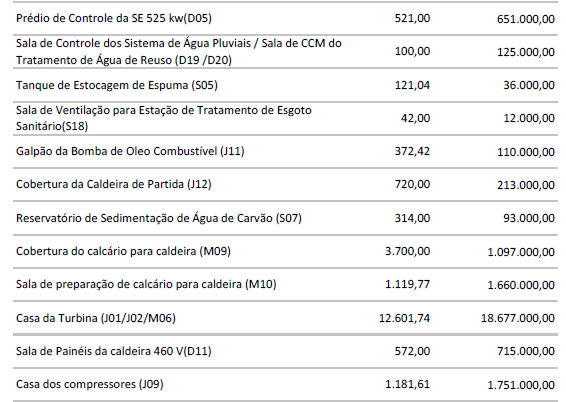 Prédio de Controle da SE 525 kw(D05) 521,00 651.000,00
Sala de Controle dos Sistema de Água Pluviais / Sala de CCM do
Tratamento de Água de Reuso (D19 /D20) 100,00 125.000,00
Tanque de Estocagem de Espuma (S05) 121,04 36.000,00
Sala de Ventilação para Estação de Tratamento de Esgoto
Sanitário(S18) 42,00 12.000,00
Galpão da Bomba de Oleo Combustível (J11) 372,42 110.000,00
Cobertura da Caldeira de Partida (J12) 720,00 213.000,00
Reservatório de Sedimentação de Água de Carvão (S07) 314,00 93.000,00
Cobertura do calcário para caldeira (M09) 3.700,00 1.097.000,00
Sala de preparação de calcário para caldeira (M10) 1.119,77 1.660.000,00
Casa da Turbina (J01/J02/M06) 12.601,74 18.677.000,00
Sala de Painéis da caldeira 460 V(D11) 572,00 715.000,00
Casa dos compressores (J09) 1.181,61 1.751.000,00